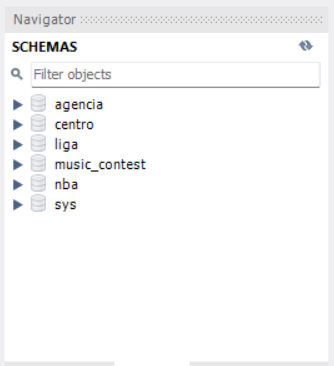 Navigator
SCHEMAS
Filter objects
agencia
centro
liga
music_contest
nba
sys